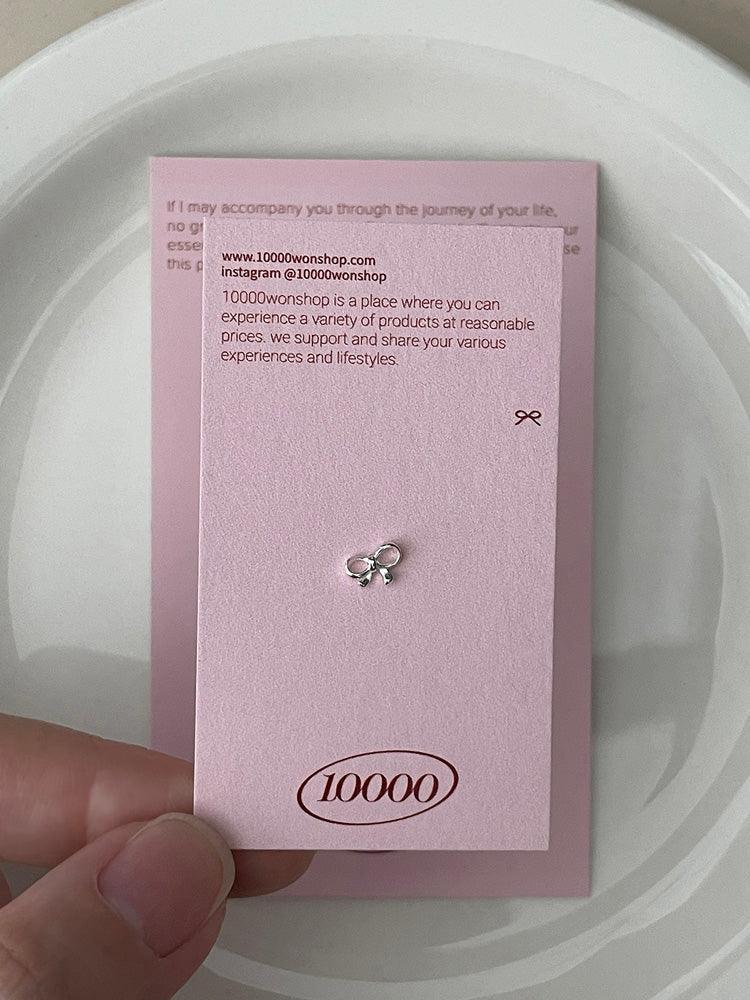 If I may accompany you through the journey of your life,
no
this
www.10000wonshop.com
instagram @10000wonshop
10000wonshop is a place where you can
experience a variety of products at reasonable
prices. we support and share your various
experiences and lifestyles.
10000